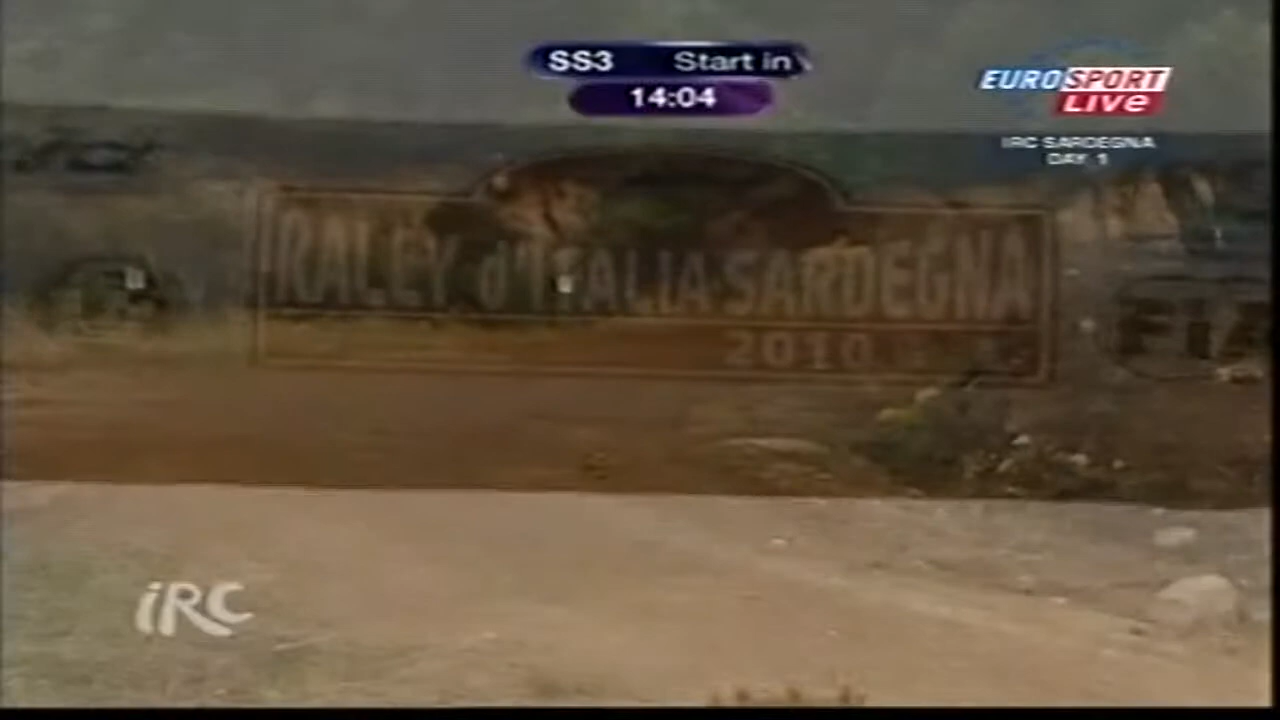 SS3 Start in
14:04
EUROSPORT
LIVE
IRC SARDEGNA
DAY 1
RALLY d'ITALIA SARDEGNA
2010
iRC